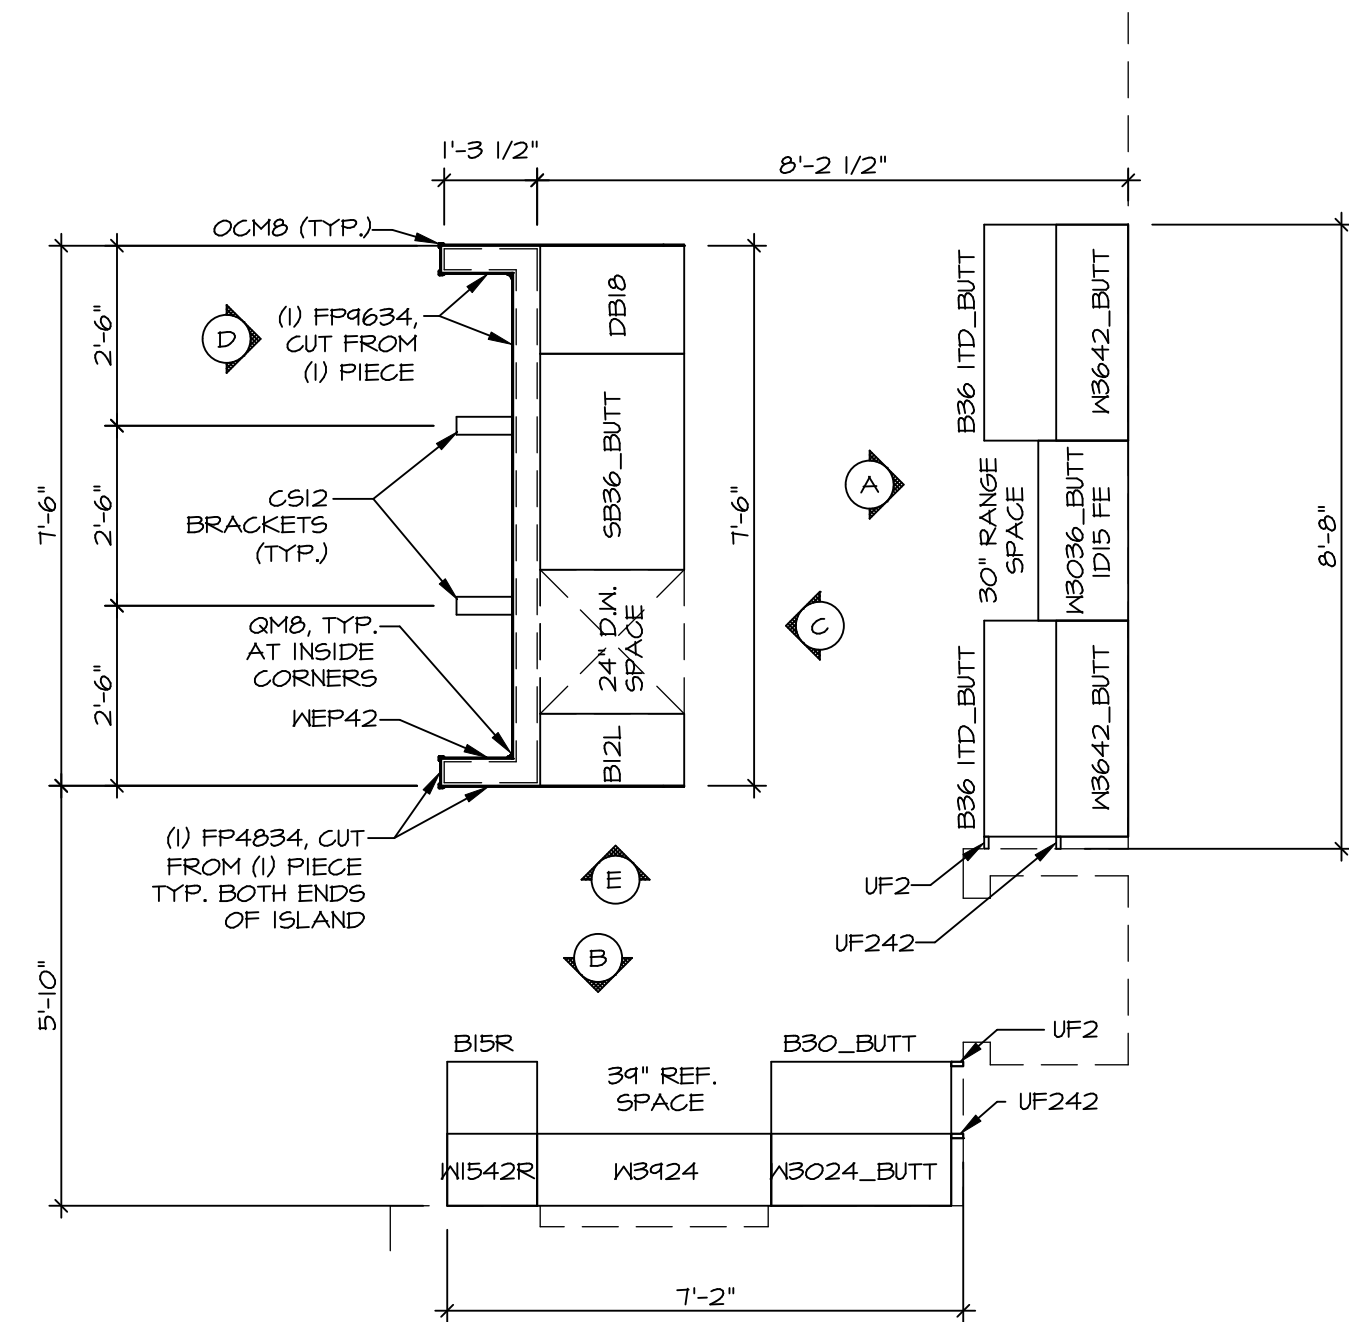 1'-3 1/2"
8'-2 1/2"
OCM8 (TYP.)
(1) FP9634,
CUT FROM
(1) PIECE
D
2'-6"
2'-6"
2'-6"
7'-6"
CS12
BRACKETS
(TYP.)
QM8, TYP.
AT INSIDE
CORNERS
WEP42
(1) FP4834, CUT
FROM (1) PIECE
TYP. BOTH ENDS
OF ISLAND
5'-10"
DB18
SB36_BUTT
24" D.W.
SPACE
B12L
7'-6"
A
C
E
B
B36 1TD_BUTT
W3642_BUTT
30" RANGE
SPACE
W3036_BUTT
1D15 FE
B36 1TD_BUTT
W3642_BUTT
8'-8"
UF2
UF242
B15R
39" REF.
SPACE
B30_BUTT
UF2
UF242
W1542R
W3924
W3024_BUTT
7'-2"